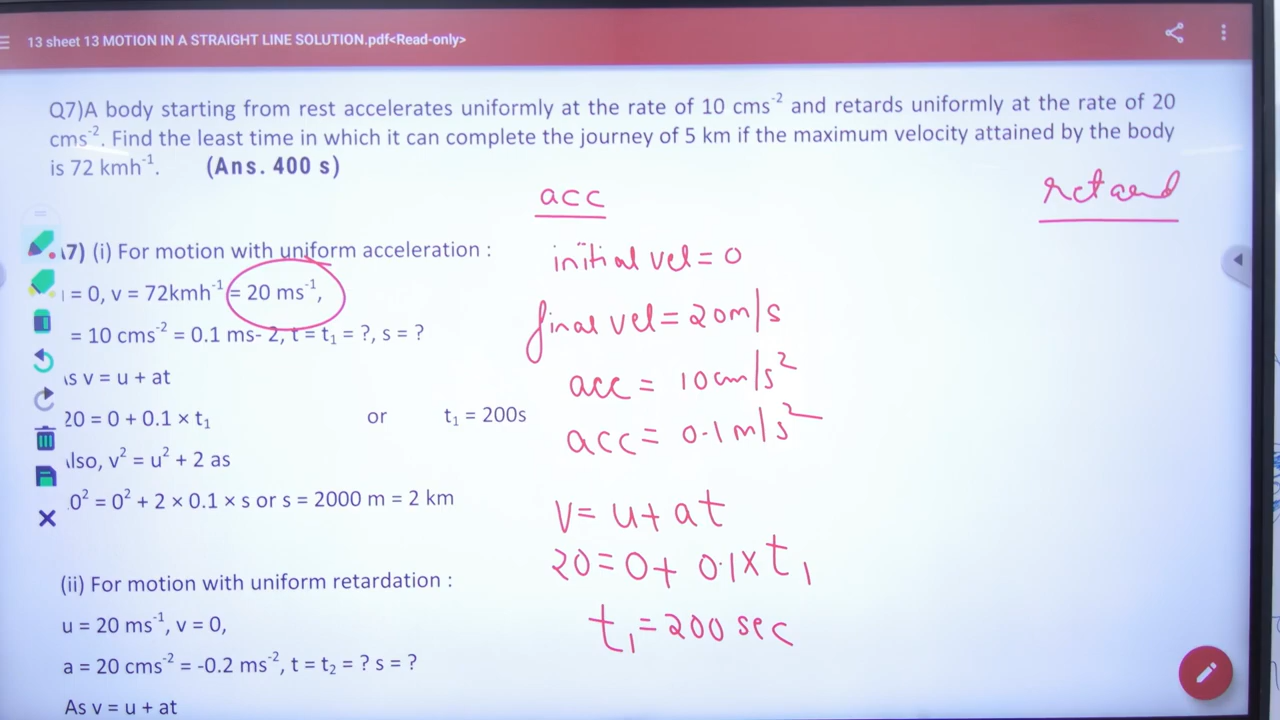 13 sheet 13 MOTION IN A STRAIGHT LINE SOLUTION.pdf<Read-only>
Q7)A body starting from rest accelerates uniformly at the rate of 10 cms⁻² and retards uniformly at the rate of 20
cms⁻². Find the least time in which it can complete the journey of 5 km if the maximum velocity attained by the body
is 72 kmh⁻¹. (Ans. 400 s)
\7) (i) For motion with uniform acceleration :
= 0, v = 72kmh⁻¹ = 20 ms⁻¹,
= 10 cms⁻² = 0.1 ms- 2, t = t₁ = ?, s = ?
As v = u + at
20 = 0 + 0.1 × t₁ or t₁ = 200s
Also, v² = u² + 2 as
0² = 0² + 2 × 0.1 × s or s = 2000 m = 2 km
(ii) For motion with uniform retardation :
u = 20 ms⁻¹, v = 0,
a = 20 cms⁻² = -0.2 ms⁻², t = t₂ = ? s = ?
As v = u + at
acc
initial vel = 0
final vel = 20m/s
acc = 10cm/s²
acc = 0.1m/s²
v = u + at
20 = 0 + 0.1 x t₁
t₁ = 200 sec
retard